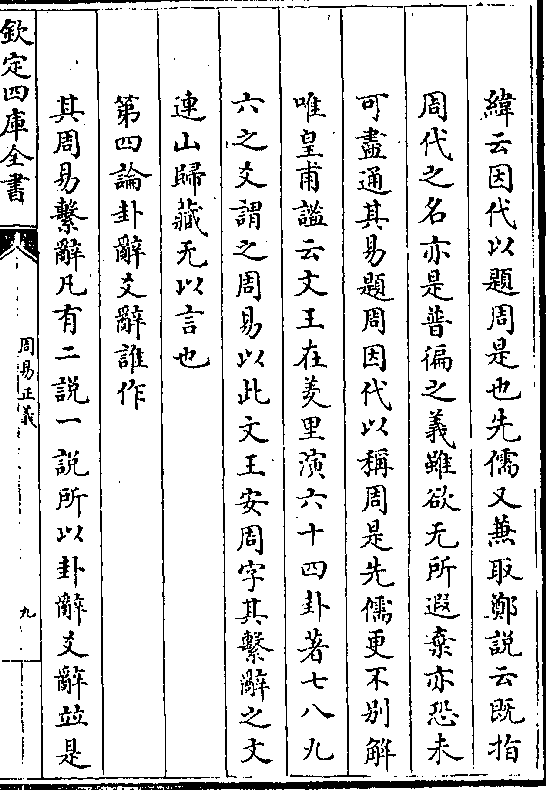 緯云因代以題周是也先儒又兼取鄭說云既指
周代之名亦是普徧之義雖欲无所遐棄亦恐未
可盡通其易題周因代以稱周是先儒更不別解
唯皇甫謐云文王在羑里演六十四卦著七八九
六之爻謂之周易以此文王安周字其繫辭之文
連山歸藏无以言也
第四論卦辭爻辭誰作
其周易繫辭凡有二說一說所以卦辭爻辭並是
欽定四庫全書
周易正義
九